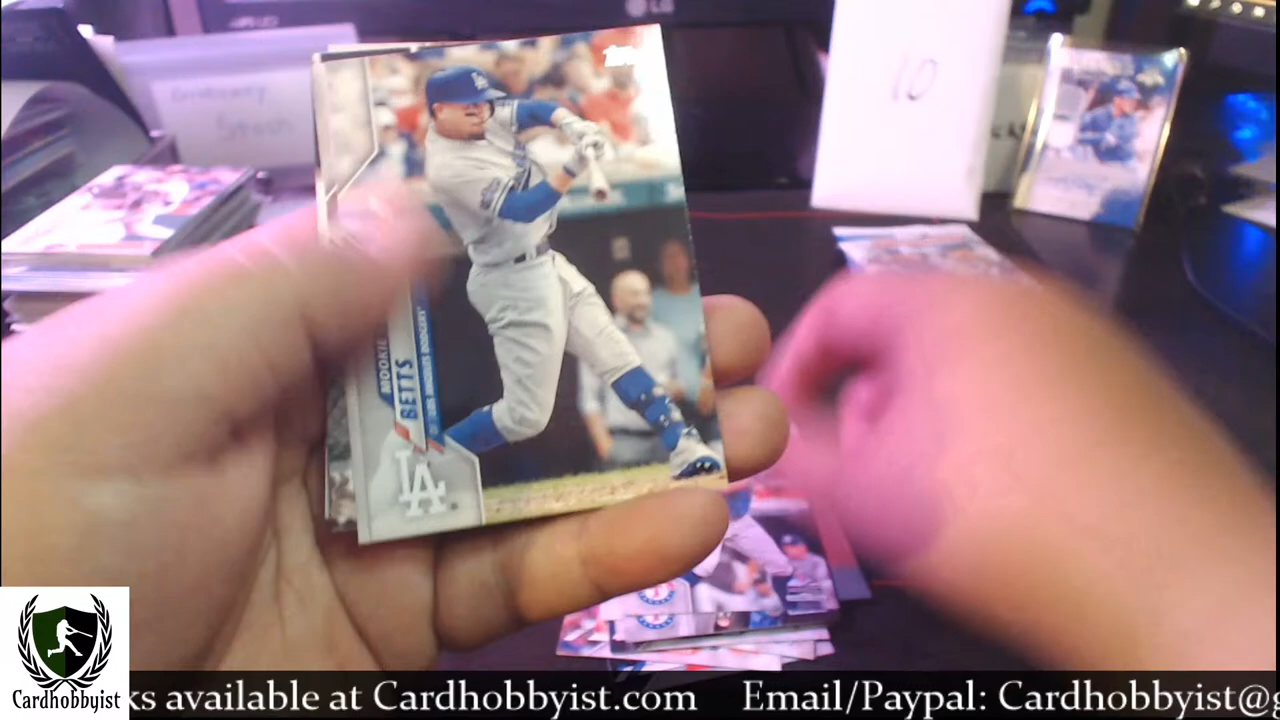 LG
10
Topps
MOOKIE
BETTS
LOS ANGELES DODGERS
LA
Cardhobbyist
ks available at Cardhobbyist.com Email/Paypal: Cardhobbyist@g